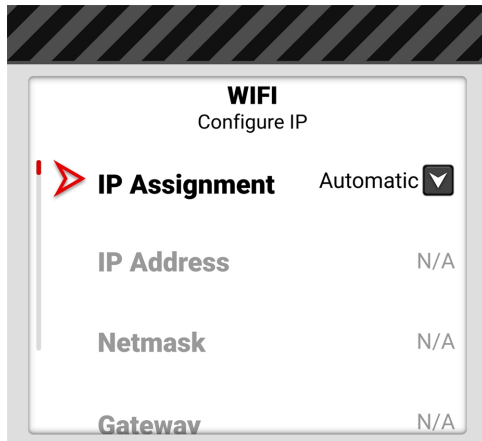 WIFI
Configure IP
IP Assignment Automatic
IP Address N/A
Netmask N/A
Gateway N/A